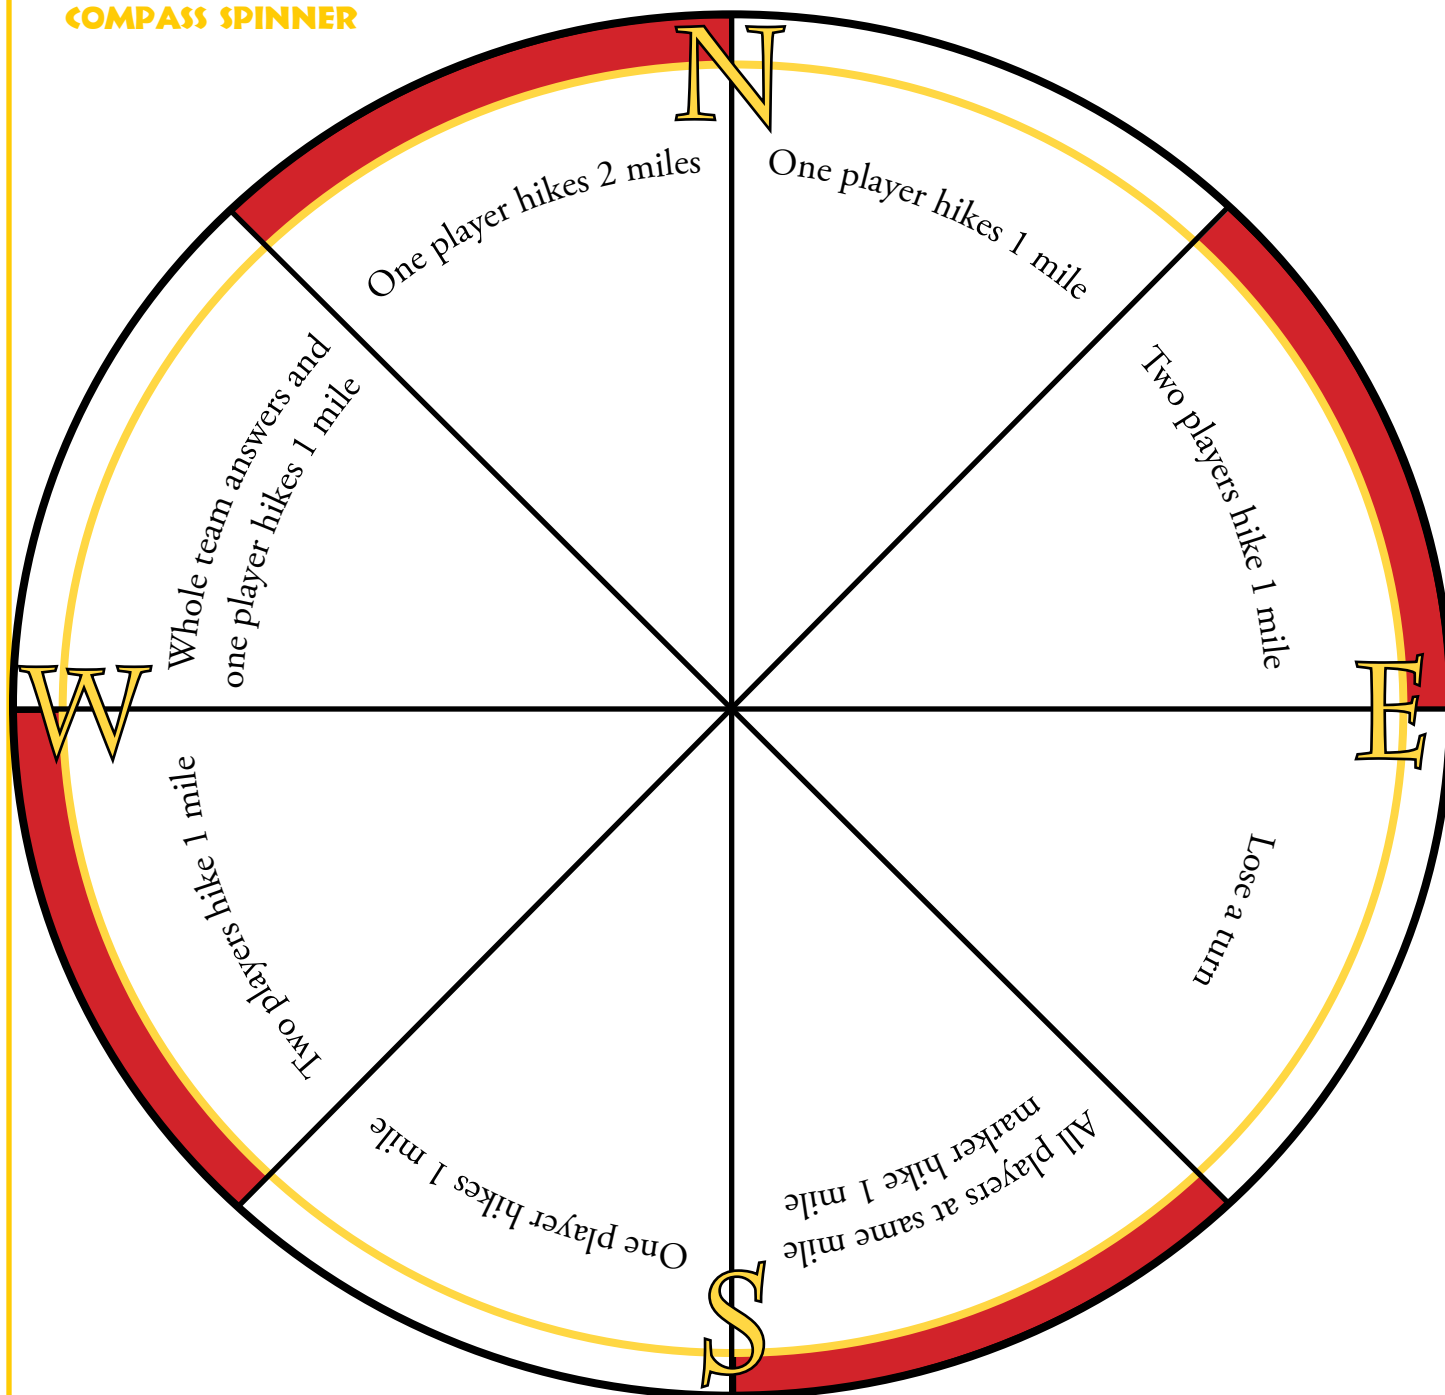 COMPASS SPINNER
N
One player hikes 1 mile
Two players hike 1 mile
E
Lose a turn
All players at same mile
marker hike 1 mile
S
One player hikes 1 mile
Two players hike 1 mile
W
Whole team answers and
one player hikes 1 mile
One player hikes 2 miles